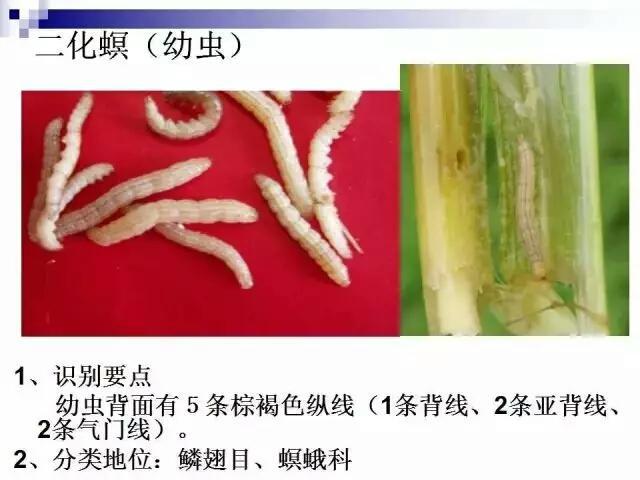 二化螟（幼虫）
1、识别要点
幼虫背面有５条棕褐色纵线（1条背线、2条亚背线、
2条气门线）。
2、分类地位：鳞翅目、螟蛾科